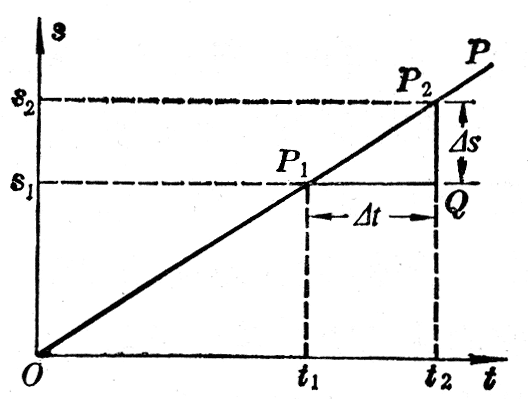 s
P
P₂
s₂
Δs
P₁
s₁
Q
Δt
O
t₁
t₂
t